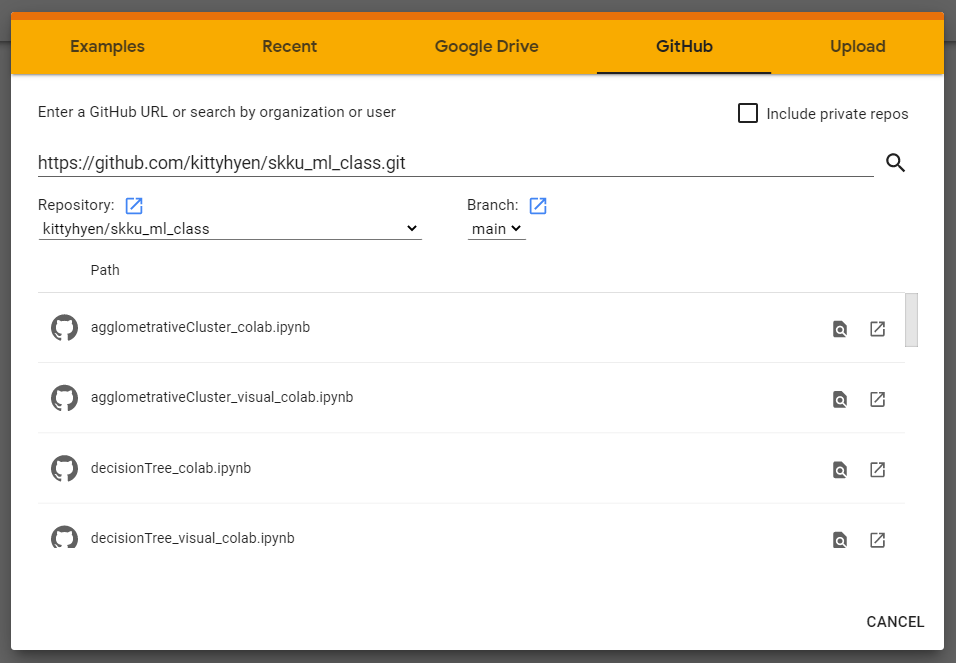 Examples Recent Google Drive GitHub Upload
Enter a GitHub URL or search by organization or user
Include private repos
https://github.com/kittyhyen/skku_ml_class.git
Repository: Branch:
kittyhyen/skku_ml_class main
Path
agglometrativeCluster_colab.ipynb
agglometrativeCluster_visual_colab.ipynb
decisionTree_colab.ipynb
decisionTree_visual_colab.ipynb
CANCEL